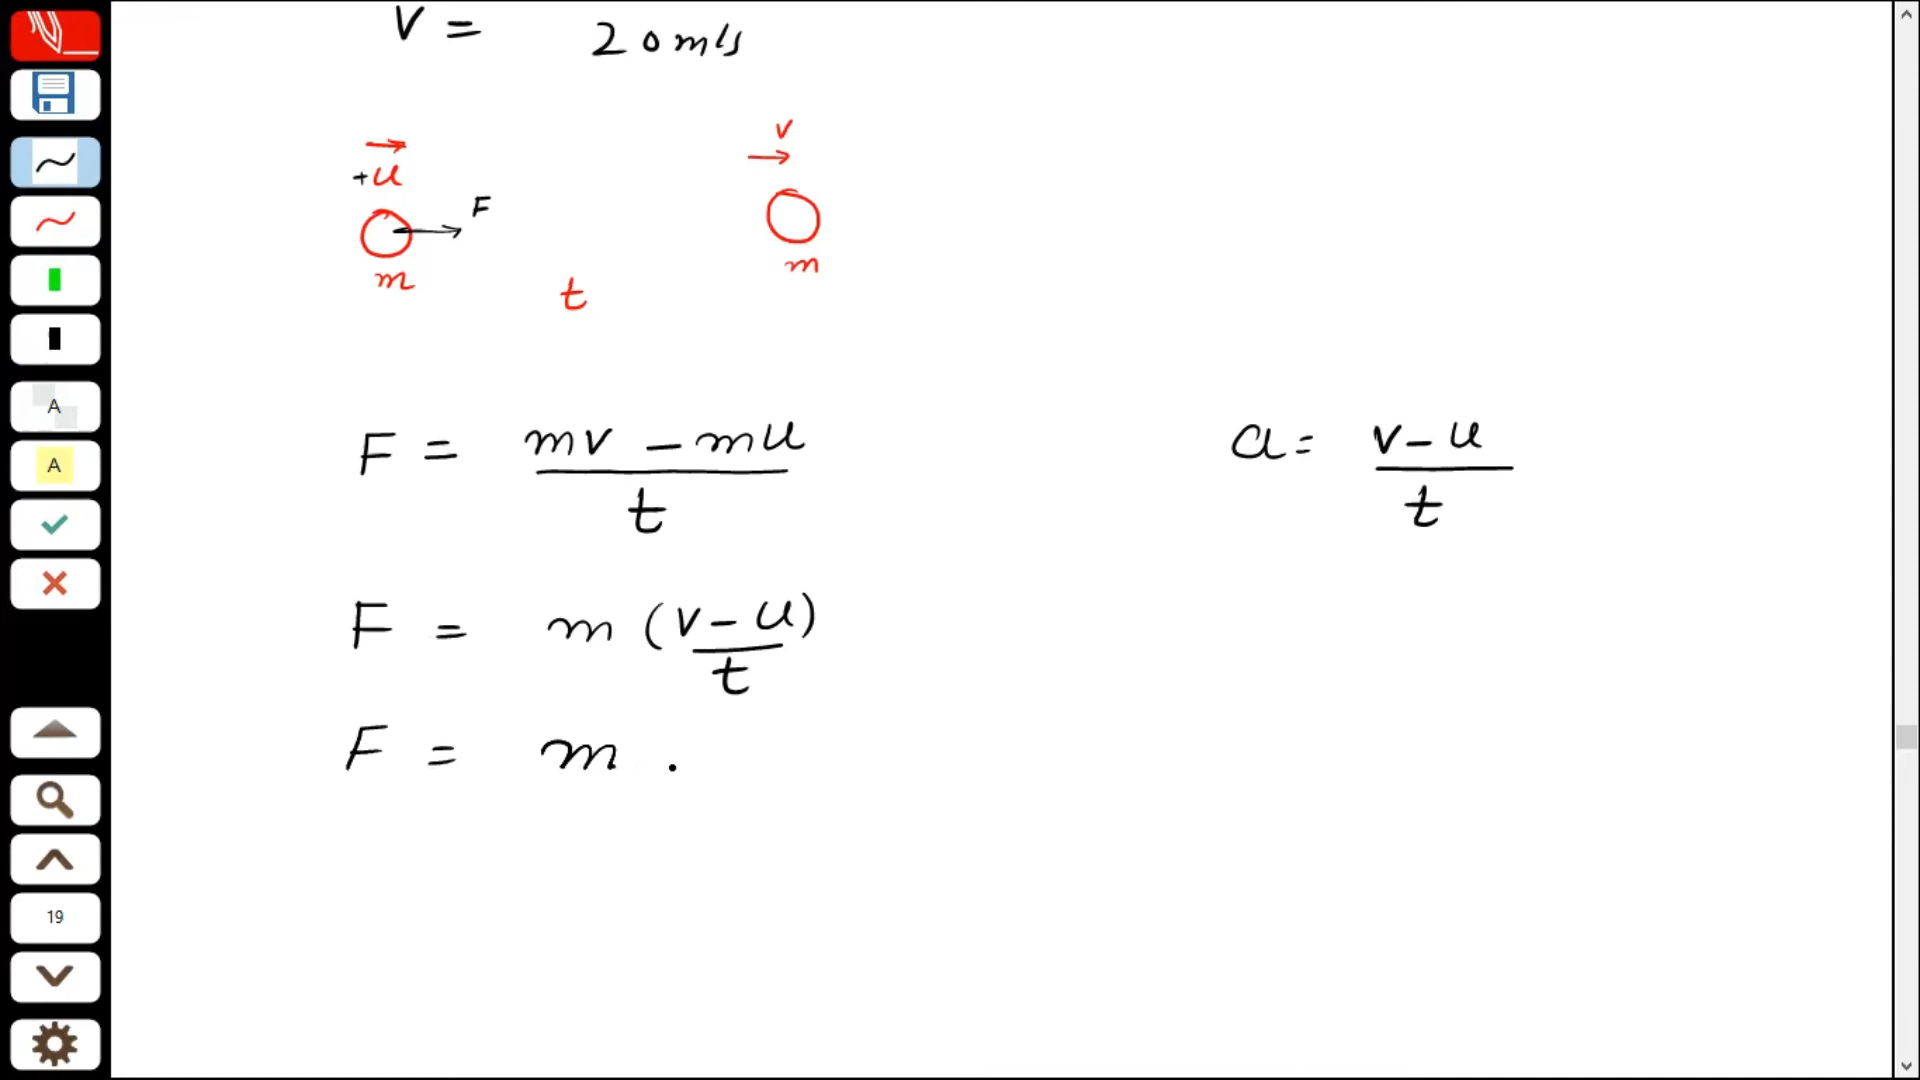 V = 20 m/s
→ v
+u →
F
m m
t
F = mv - mu / t a = v - u / t
F = m (v - u) / t
F = m .
A
A
19